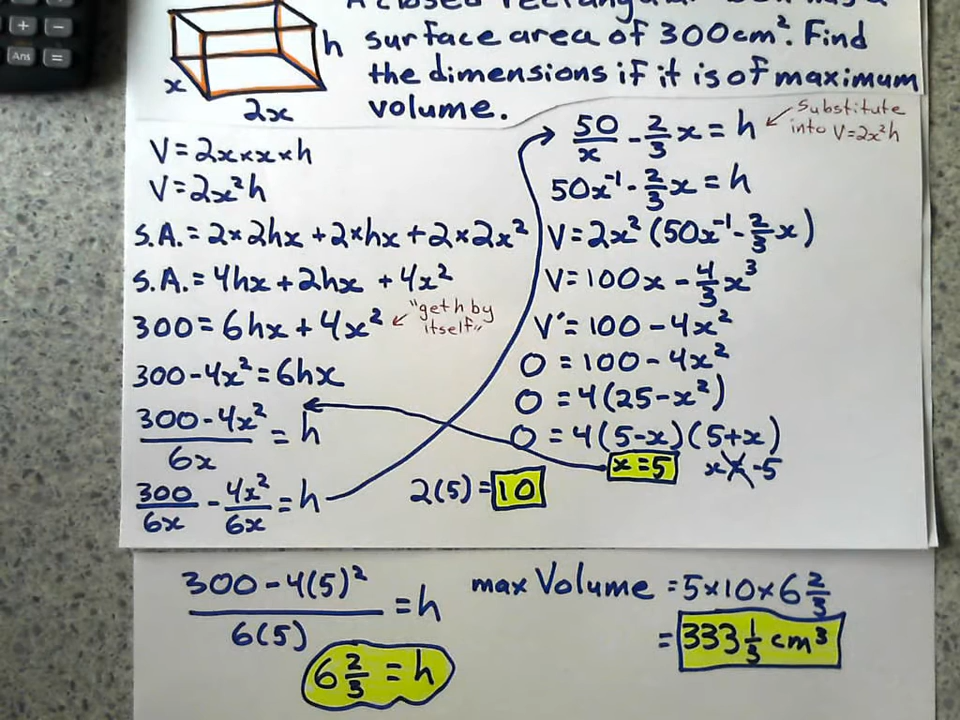 + −
Ans =
h
x
2x
surface area of 300cm². Find
the dimensions if it is of maximum
volume.
V = 2x × x × h
V = 2x²h
S.A. = 2 × 2hx + 2 × hx + 2 × 2x²
S.A. = 4hx + 2hx + 4x²
300 = 6hx + 4x² ↙ "get h by
itself"
300 - 4x² = 6hx
(300 - 4x²)/(6x) = h
300/(6x) - 4x²/(6x) = h
50/x - 2/3 x = h
↙ Substitute
into V=2x²h
50x⁻¹ - 2/3 x = h
V = 2x² (50x⁻¹ - 2/3 x)
V = 100x - 4/3 x³
V' = 100 - 4x²
0 = 100 - 4x²
0 = 4(25 - x²)
0 = 4(5-x)(5+x)
x = 5 x = -5
2(5) = 10
(300 - 4(5)²)/(6(5)) = h
6 2/3 = h
max Volume = 5 × 10 × 6 2/3
= 333 1/3 cm³